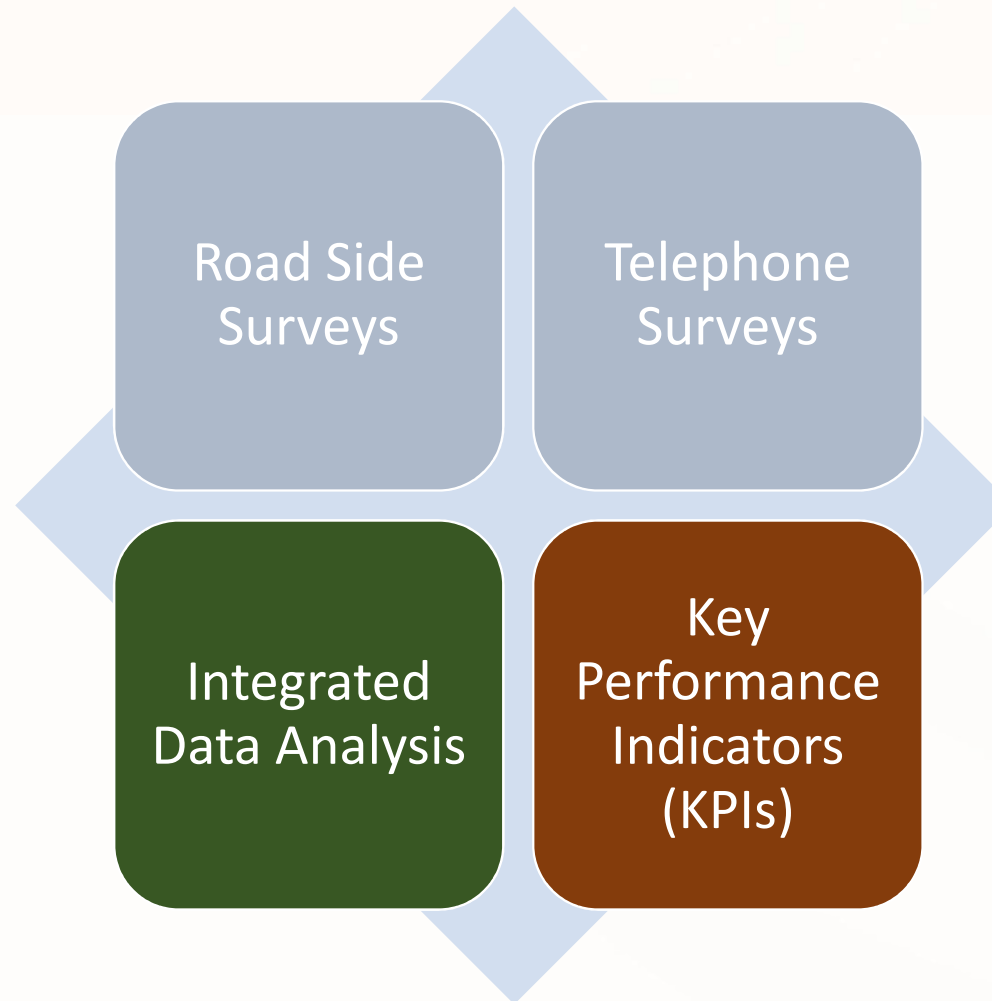 Road Side
Surveys
Telephone
Surveys
Integrated
Data Analysis
Key
Performance
Indicators
(KPIs)